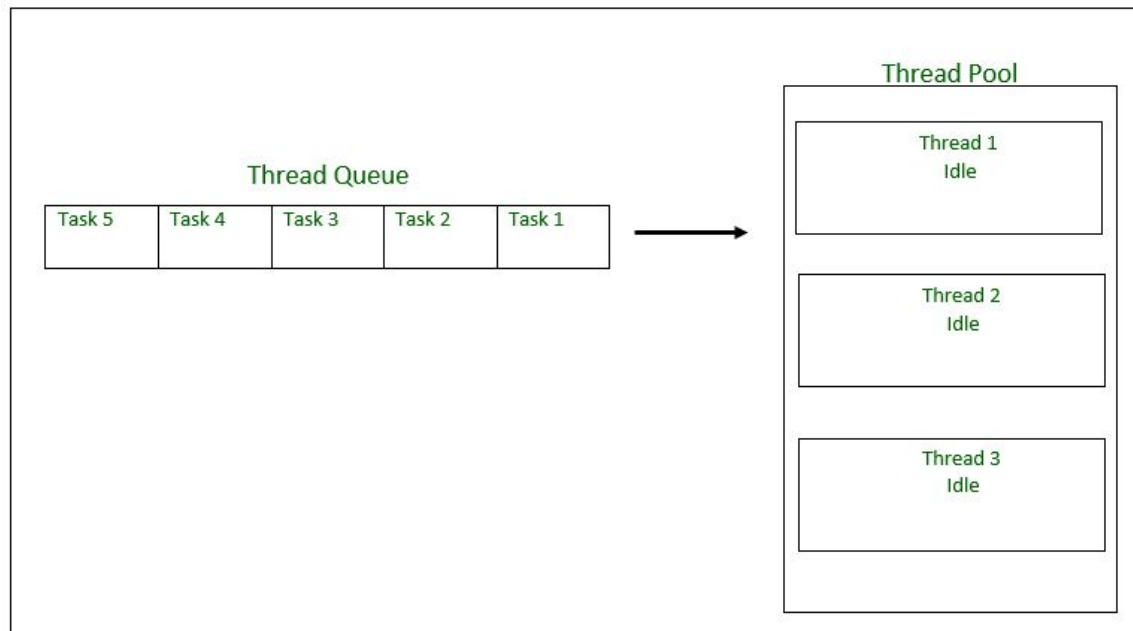 Thread Pool
Thread 1
Idle
Thread Queue
Task 5 Task 4 Task 3 Task 2 Task 1
Thread 2
Idle
Thread 3
Idle